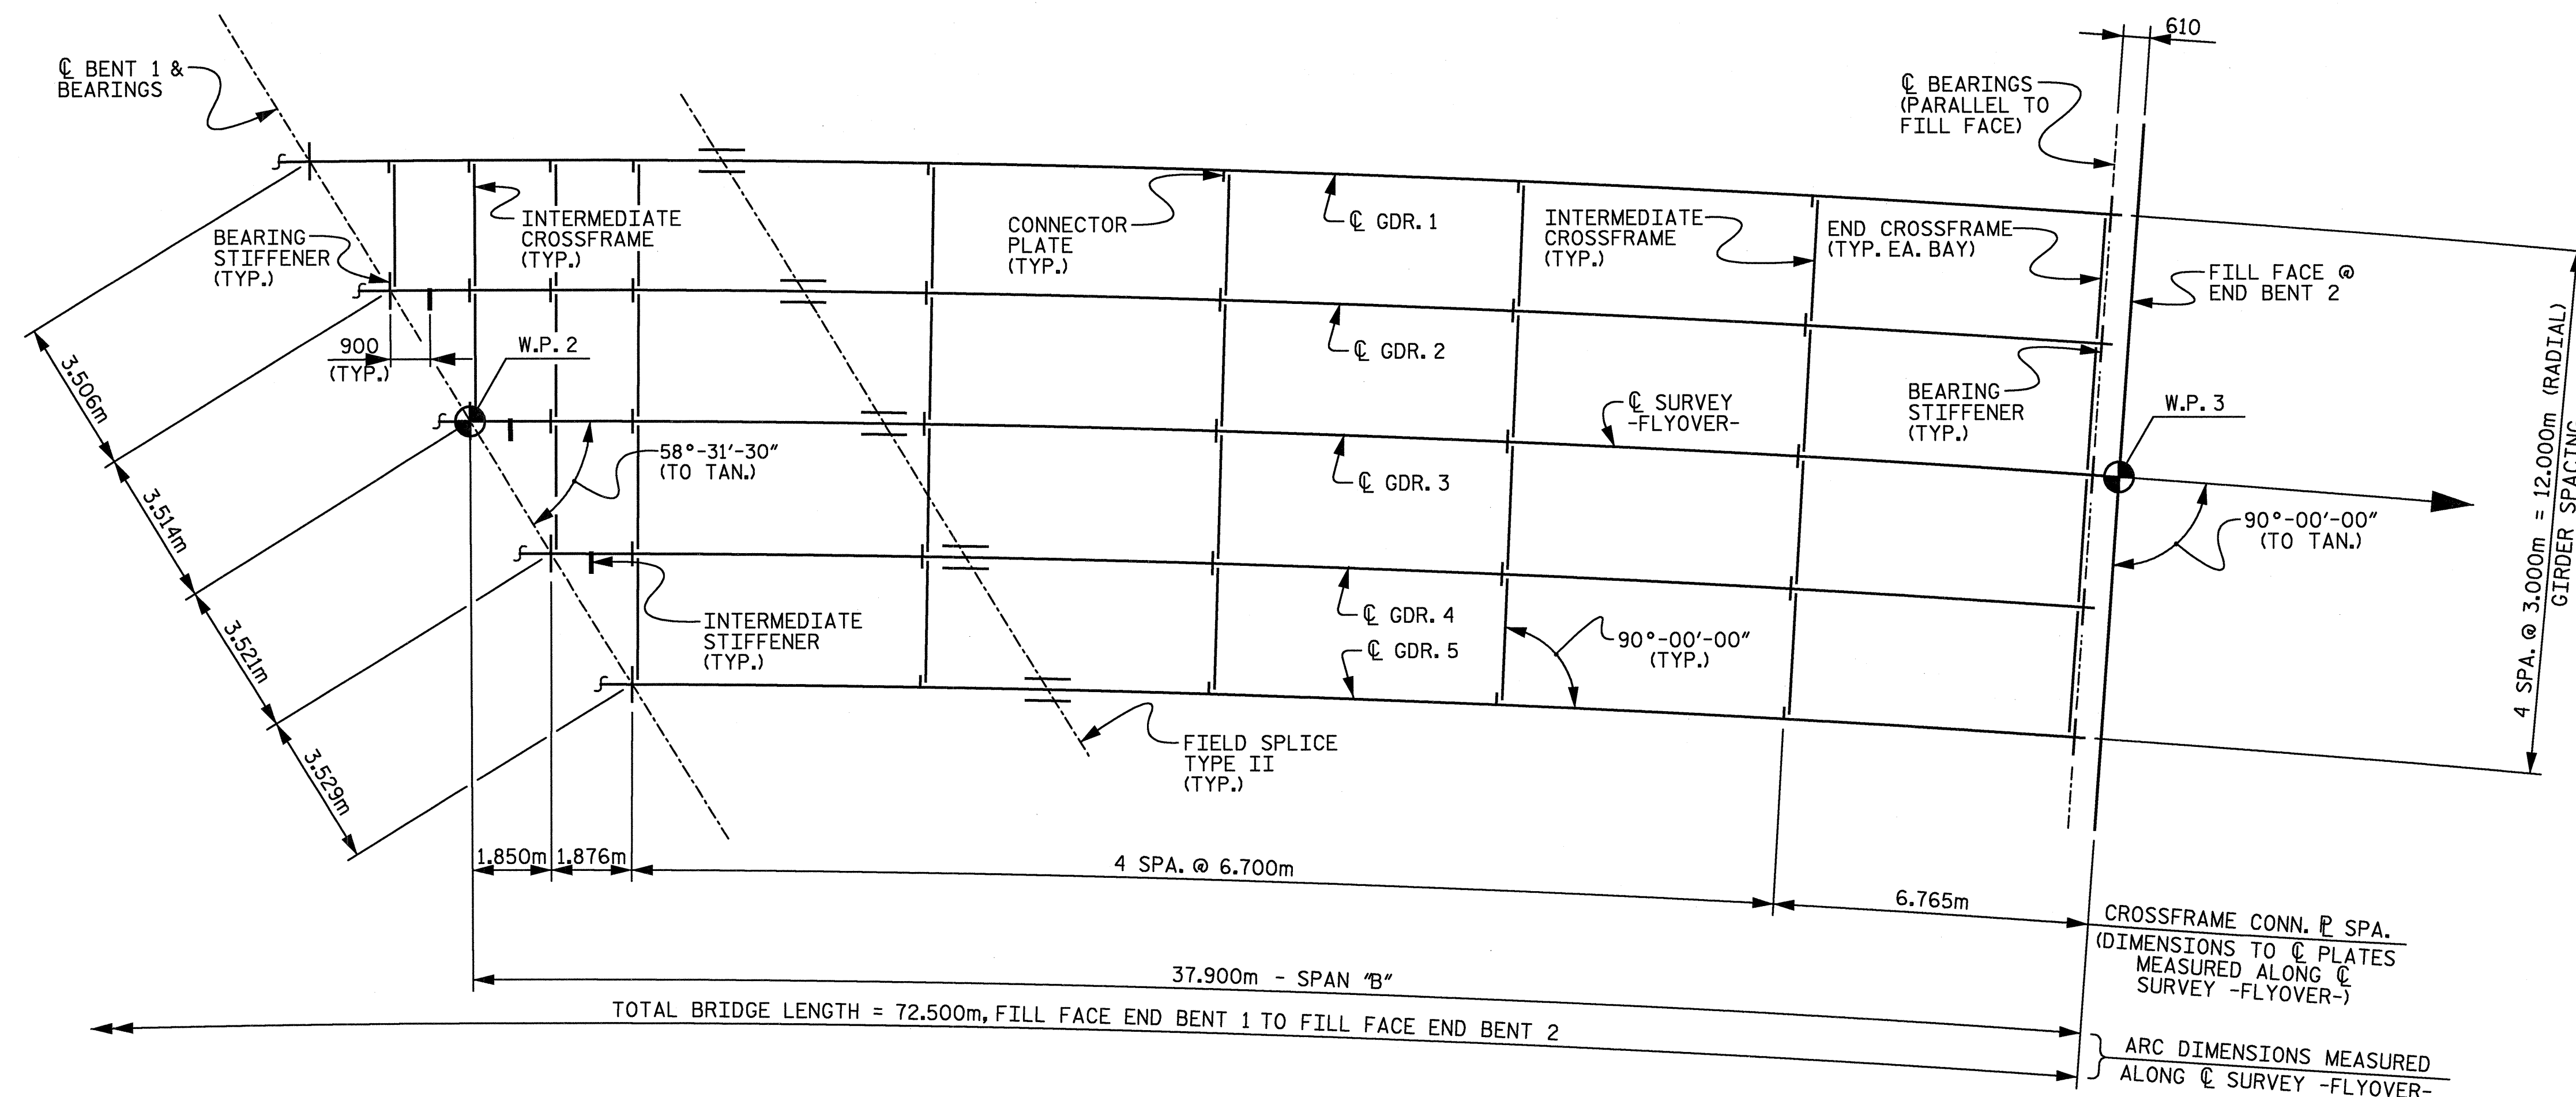 610
℄ BENT 1 &
BEARINGS
℄ BEARINGS
(PARALLEL TO
FILL FACE)
INTERMEDIATE
CROSSFRAME
(TYP.)
BEARING
STIFFENER
(TYP.)
CONNECTOR
PLATE
(TYP.)
℄ GDR. 1
INTERMEDIATE
CROSSFRAME
(TYP.)
END CROSSFRAME
(TYP. EA. BAY)
FILL FACE @
END BENT 2
900
(TYP.)
W.P. 2
℄ GDR. 2
BEARING
STIFFENER
(TYP.)
℄ SURVEY
-FLYOVER-
W.P. 3
3.506m
3.514m
3.521m
3.529m
58°-31'-30"
(TO TAN.)
℄ GDR. 3
90°-00'-00"
(TO TAN.)
4 SPA. @ 3.000m = 12.000m (RADIAL)
GIRDER SPACING
INTERMEDIATE
STIFFENER
(TYP.)
℄ GDR. 4
℄ GDR. 5
90°-00'-00"
(TYP.)
FIELD SPLICE
TYPE II
(TYP.)
1.850m
1.876m
4 SPA. @ 6.700m
6.765m
CROSSFRAME CONN. ⅊ SPA.
(DIMENSIONS TO ℄ PLATES
MEASURED ALONG ℄
SURVEY -FLYOVER-)
37.900m - SPAN "B"
TOTAL BRIDGE LENGTH = 72.500m, FILL FACE END BENT 1 TO FILL FACE END BENT 2
ARC DIMENSIONS MEASURED
ALONG ℄ SURVEY -FLYOVER-